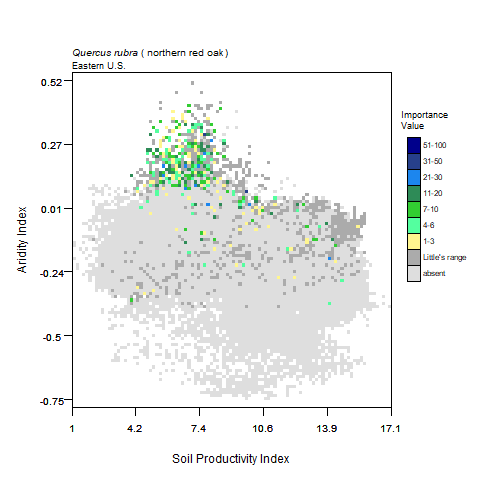 Quercus rubra ( northern red oak )
Eastern U.S.
0.52
0.27
0.01
-0.24
-0.5
-0.75
Aridity Index
1 4.2 7.4 10.6 13.9 17.1
Soil Productivity Index
Importance
Value
51-100
31-50
21-30
11-20
7-10
4-6
1-3
Little's range
absent